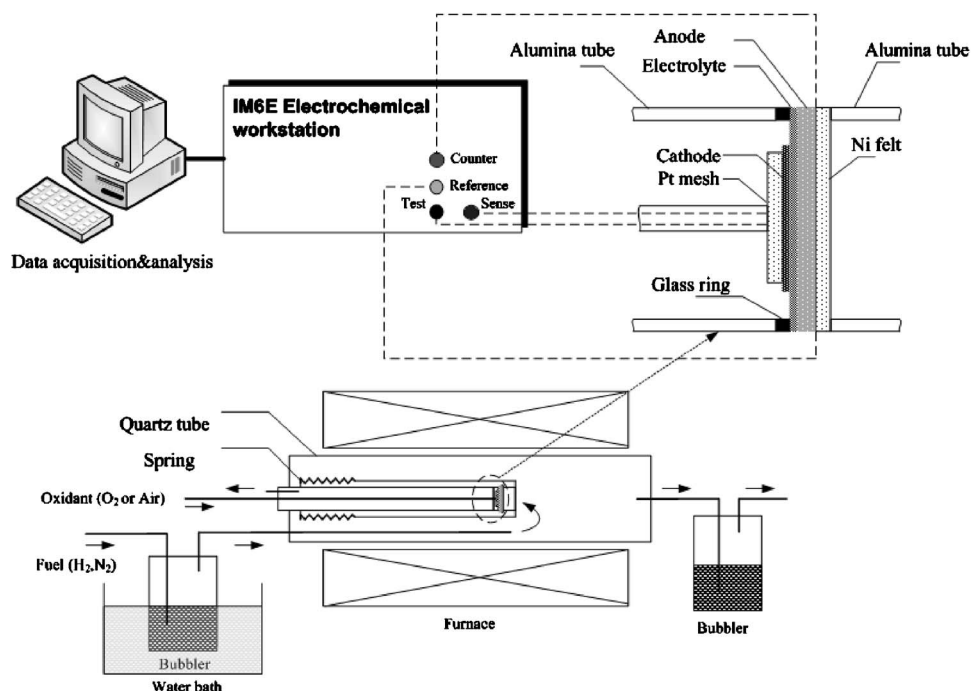 Anode
Alumina tube
Electrolyte
Alumina tube
IM6E Electrochemical
workstation
Counter
Reference
Test
Sense
Cathode
Pt mesh
Ni felt
Data acquisition&analysis
Glass ring
Quartz tube
Spring
Oxidant (O₂ or Air)
Fuel (H₂.N₂)
Furnace
Bubbler
Bubbler
Water bath